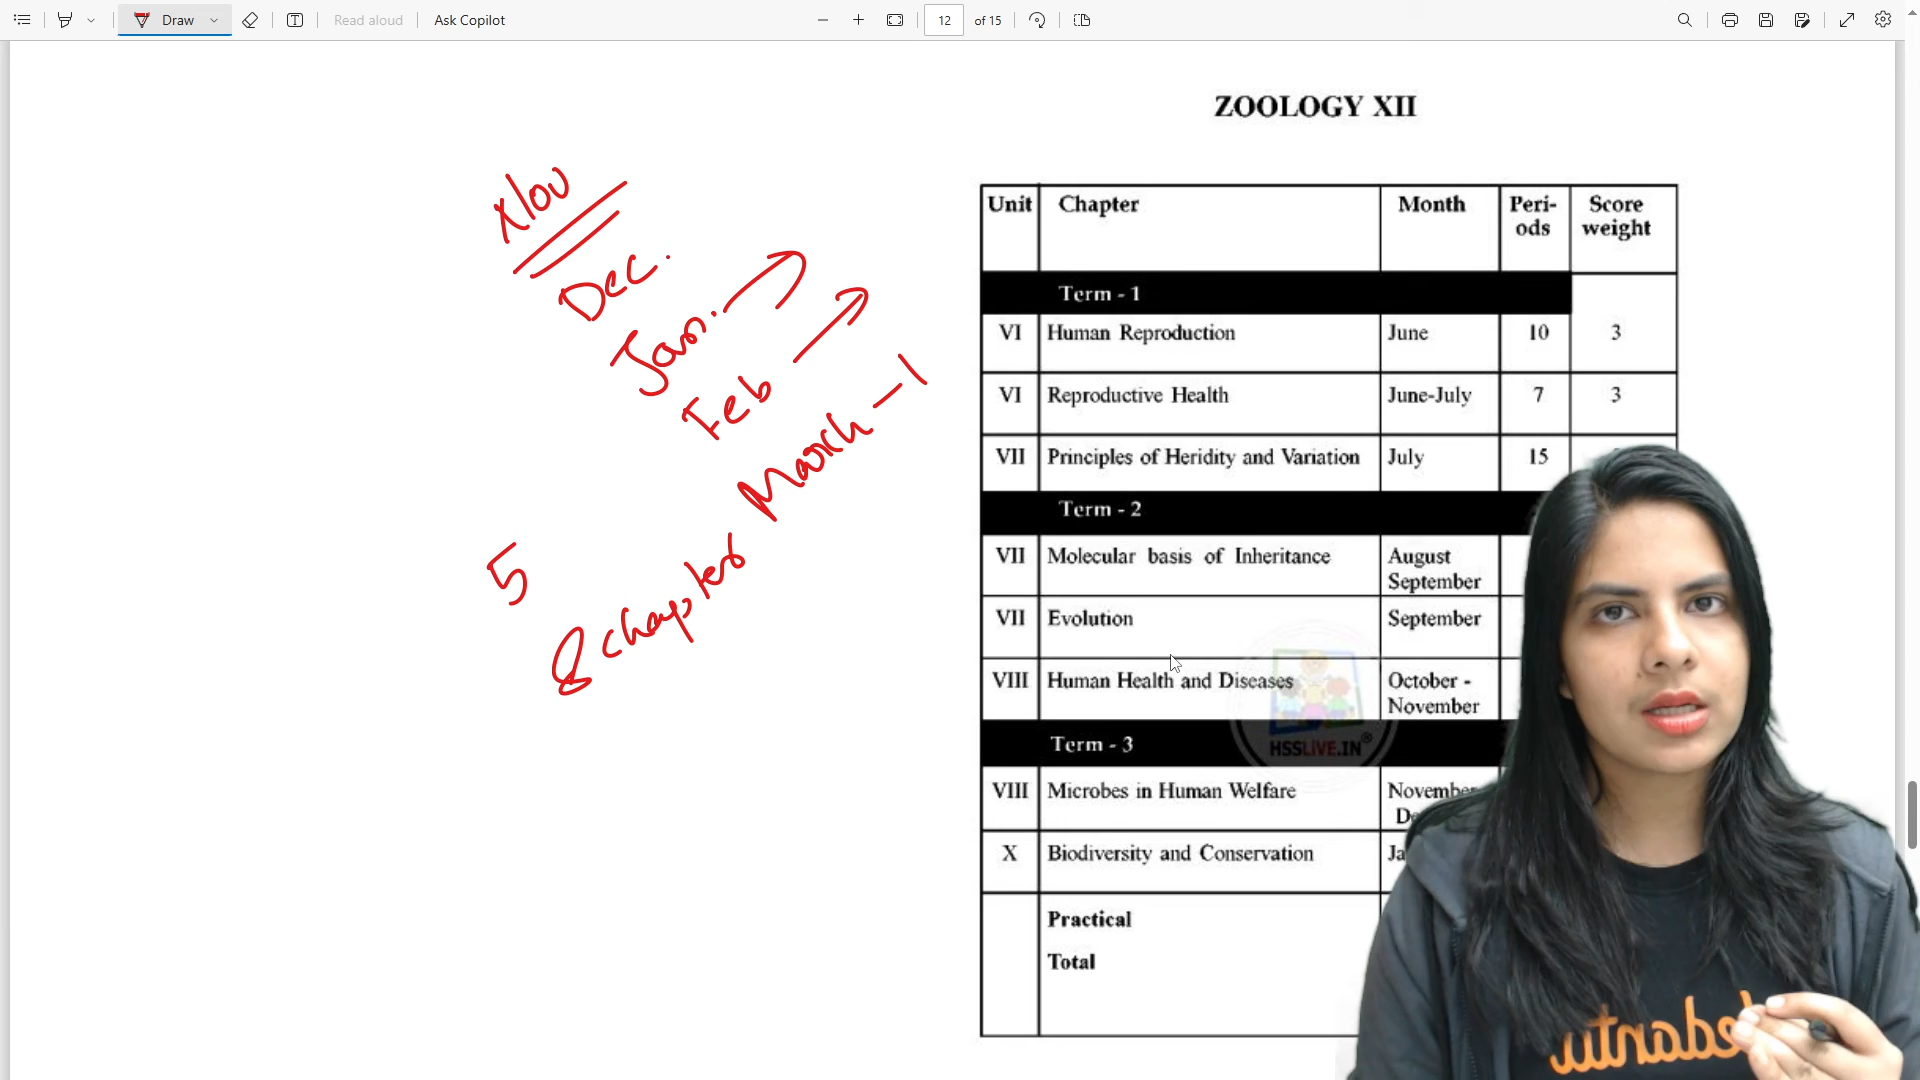 Draw
Read aloud
Ask Copilot
12
of 15
ZOOLOGY XII
Nov
Dec.
Jan.
Feb
March - 1
5
8 chapter
Unit Chapter Month Peri-ods Score weight
Term - 1
VI Human Reproduction June 10 3
VI Reproductive Health June-July 7 3
VII Principles of Heridity and Variation July 15
Term - 2
VII Molecular basis of Inheritance August September
VII Evolution September
VIII Human Health and Diseases October - November
HSSLiVE.IN®
Term - 3
VIII Microbes in Human Welfare November
X Biodiversity and Conservation Ja
Practical
Total